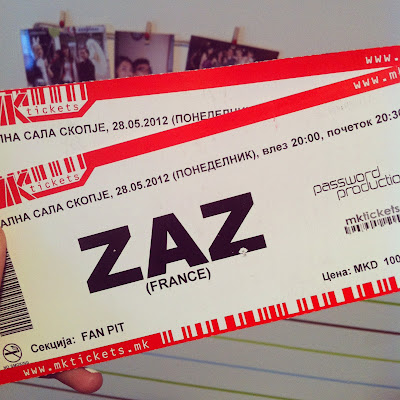 www.
mk tickets
АЛНА САЛА СКОПЈЕ, 28.05.2012 (ПОНЕДЕЛНИК
www.mk
mk tickets
АЛНА САЛА СКОПЈЕ, 28.05.2012 (ПОНЕДЕЛНИК), влез 20:00, почеток 20:30
password
production
mktickets
ZAZ
(FRANCE)
Цена: MKD 100
Секција: FAN PIT
www.mktickets.mk